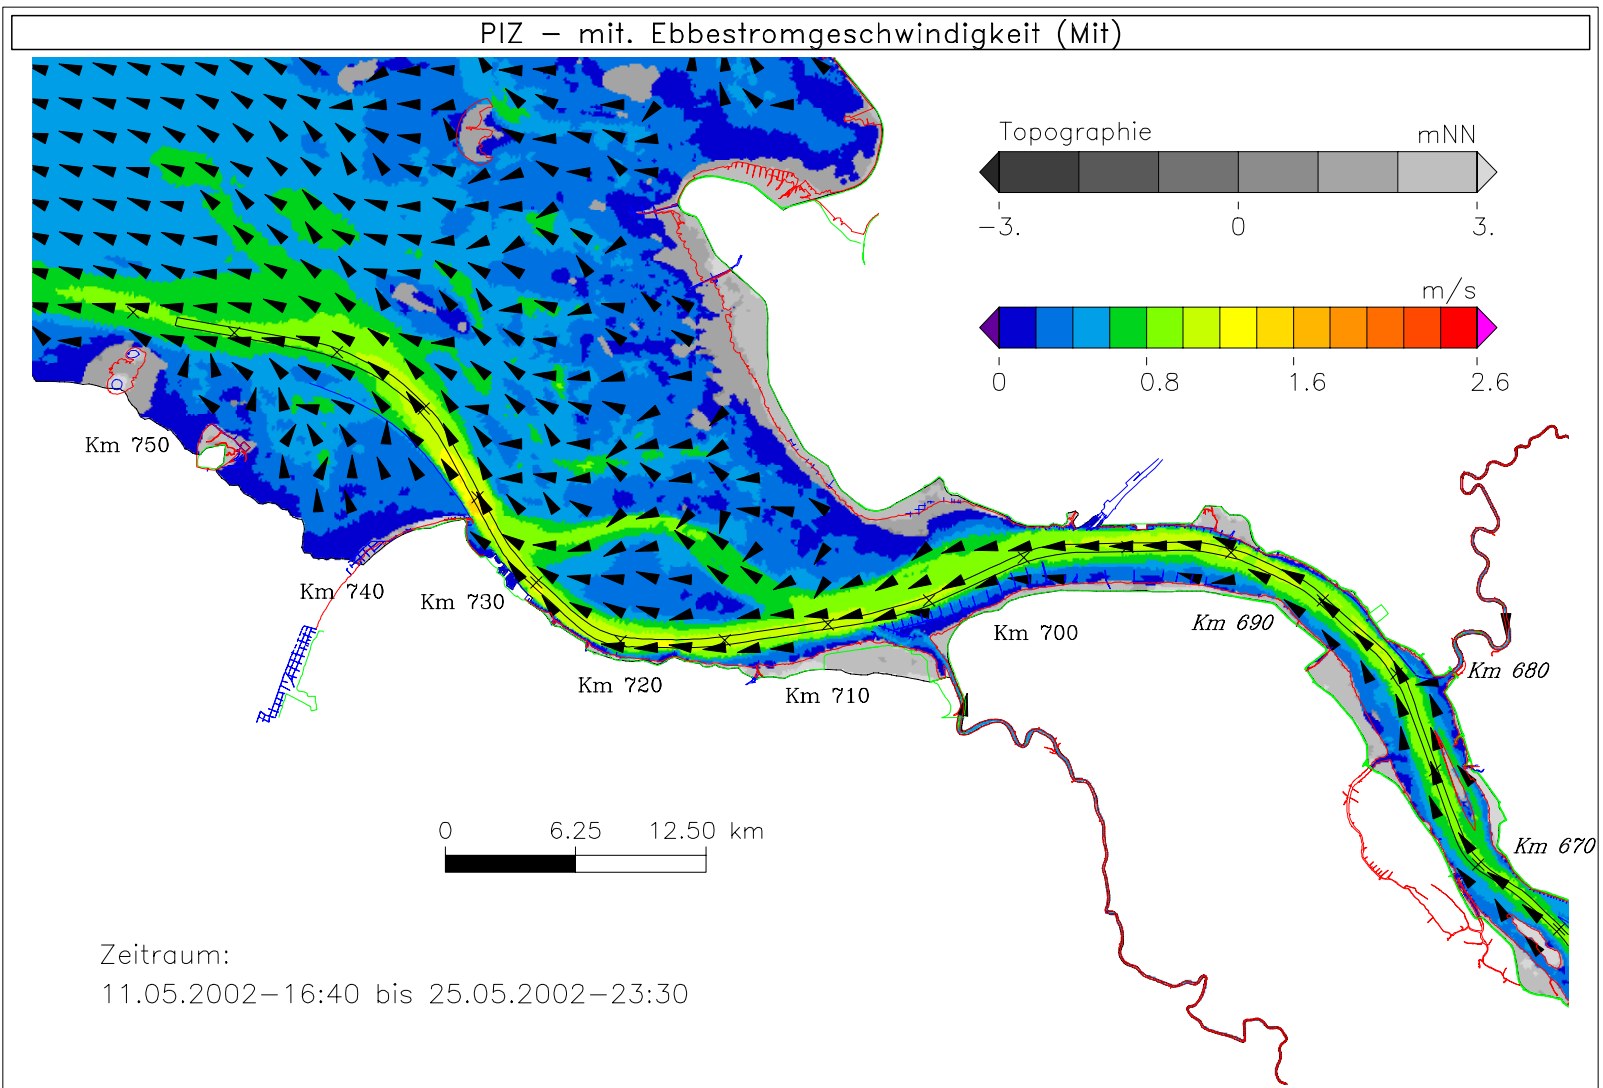 PIZ – mit. Ebbestromgeschwindigkeit (Mit)
Topographie mNN
–3. 0 3.
m/s
0 0.8 1.6 2.6
Km 750
Km 740
Km 730
Km 720
Km 710
Km 700
Km 690
Km 680
Km 670
0 6.25 12.50 km
Zeitraum:
11.05.2002–16:40 bis 25.05.2002–23:30